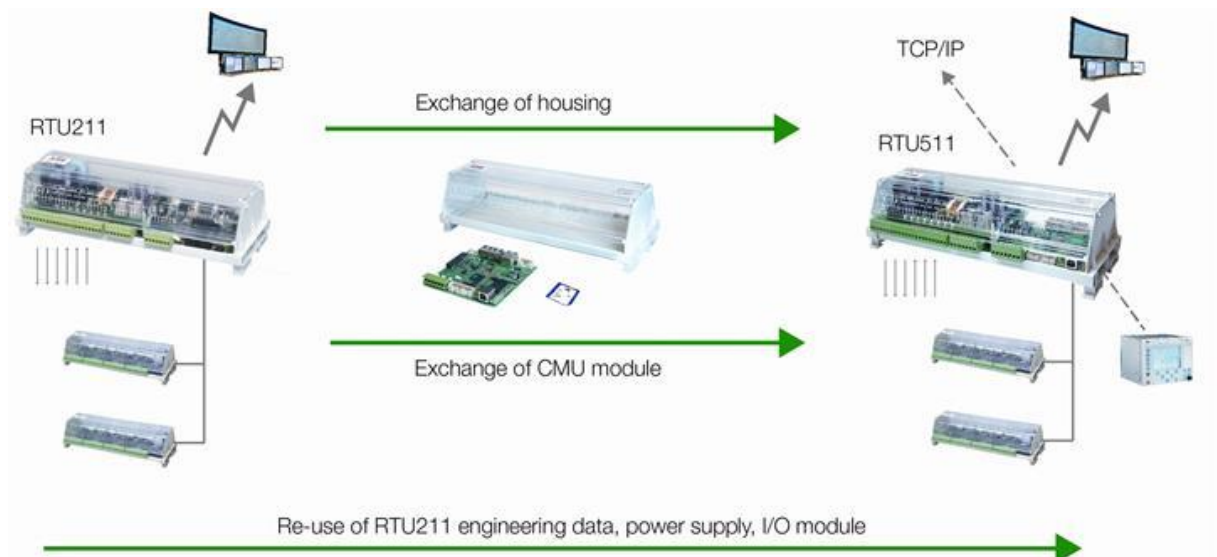 TCP/IP
Exchange of housing
RTU211
RTU511
Exchange of CMU module
Re-use of RTU211 engineering data, power supply, I/O module